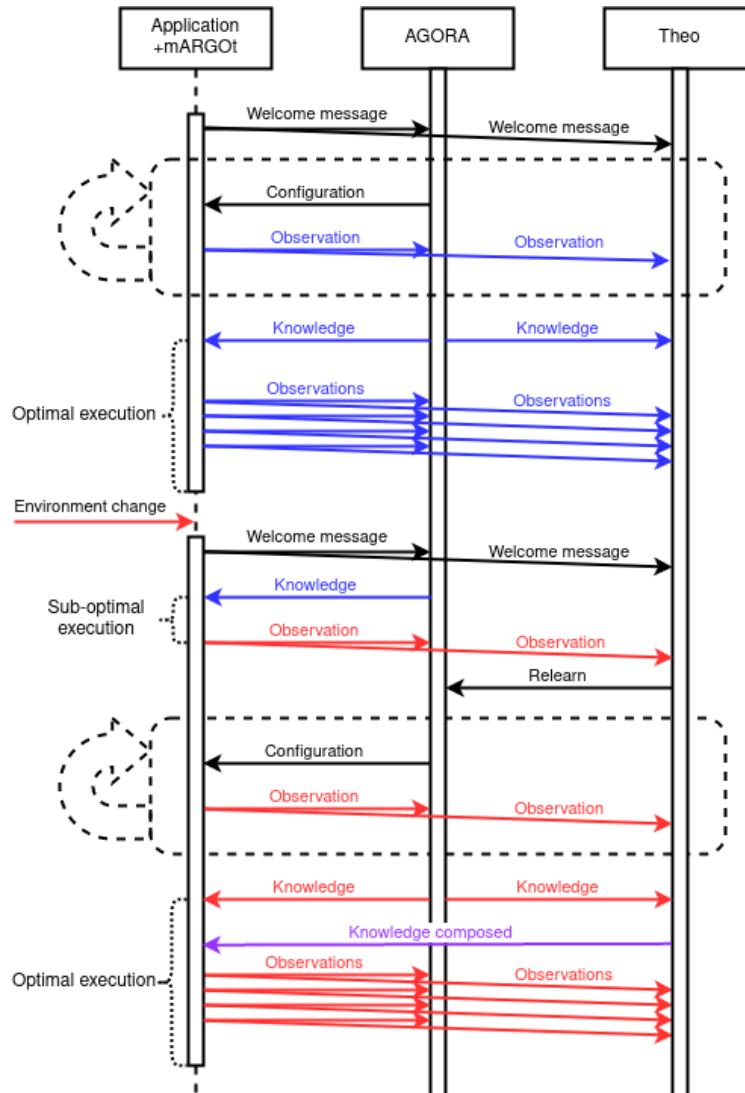 Application
+mARGOt
AGORA
Theo
Welcome message
Welcome message
Configuration
Observation
Observation
Knowledge
Knowledge
Observations
Observations
Optimal execution
Environment change
Welcome message
Welcome message
Knowledge
Sub-optimal
execution
Observation
Observation
Relearn
Configuration
Observation
Observation
Knowledge
Knowledge
Knowledge composed
Observations
Observations
Optimal execution